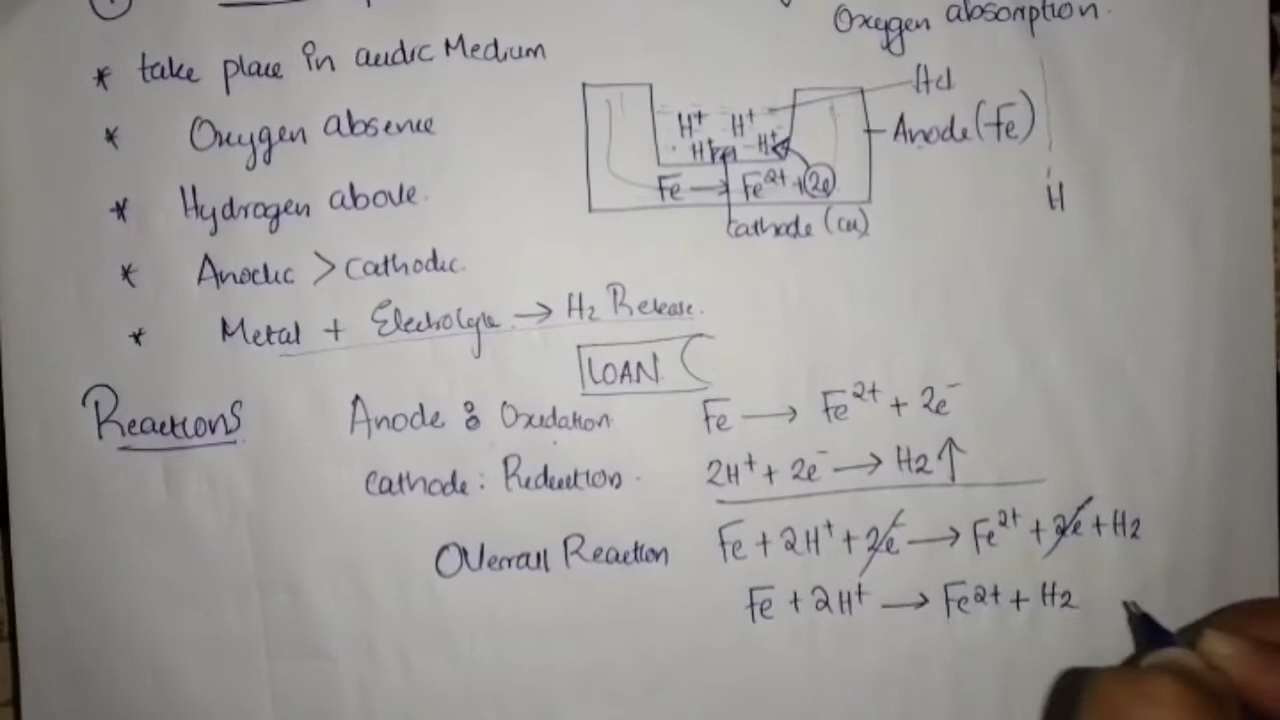 Oxygen absorption.
* take place in acidic Medium
* Oxygen absence
* Hydrogen above.
* Anodic > Cathodic.
* Metal + Electrolyte → H2 Release.
Hcl
H+ H+
H+ H+
Anode (Fe)
Fe → Fe2+ + 2e
Cathode (cu)
H
LOAN
Reactions
Anode : Oxidation Fe → Fe2+ + 2e-
Cathode : Reduction. 2H+ + 2e- → H2 ↑
Overall Reaction Fe + 2H+ + 2e- → Fe2+ + 2e + H2
Fe + 2H+ → Fe2+ + H2